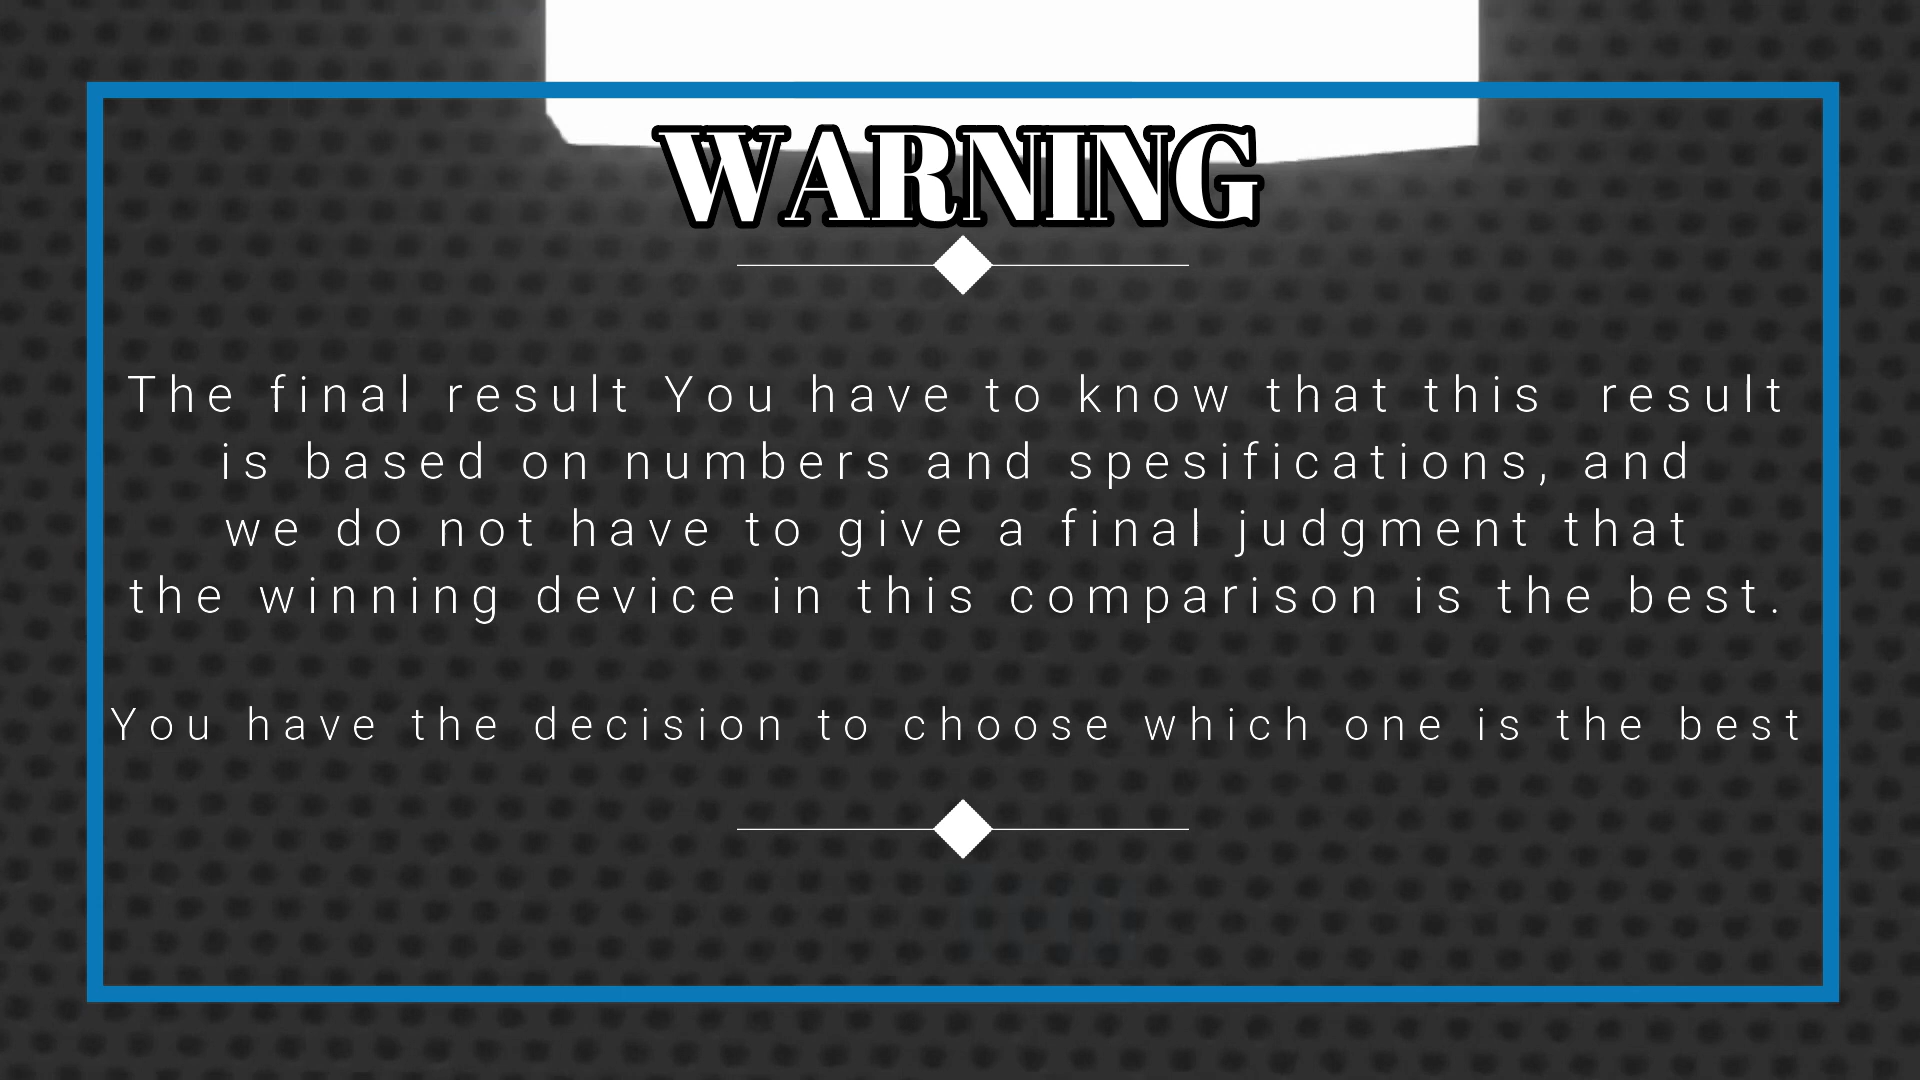 WARNING
The final result You have to know that this result
is based on numbers and spesifications, and
we do not have to give a final judgment that
the winning device in this comparison is the best.
You have the decision to choose which one is the best